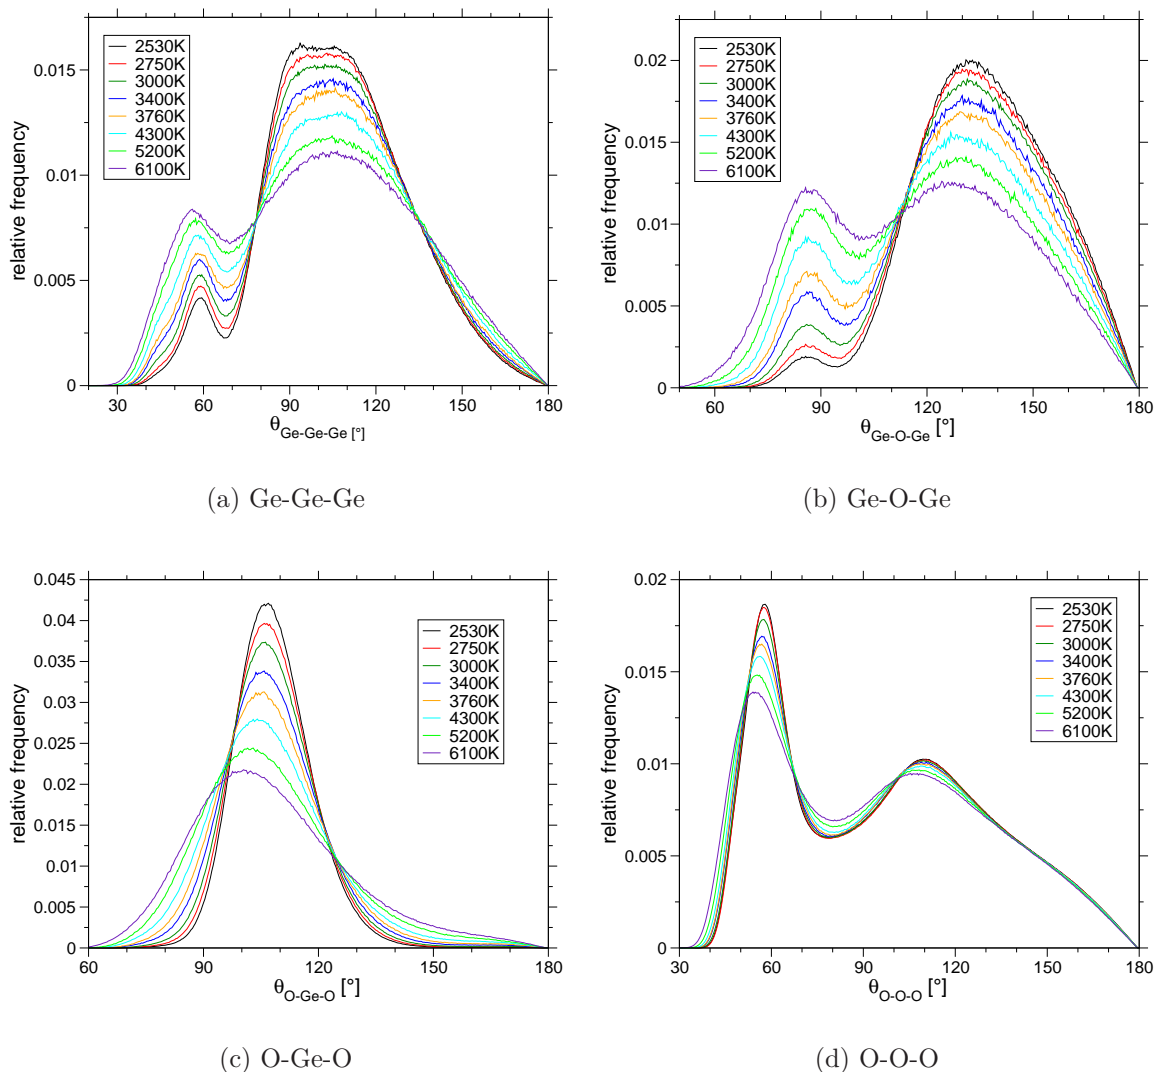 2530K
2750K
3000K
3400K
3760K
4300K
5200K
6100K
relative frequency
0.015
0.01
0.005
0
30
60
90
120
150
180
θGe-Ge-Ge [°]
(a) Ge-Ge-Ge
2530K
2750K
3000K
3400K
3760K
4300K
5200K
6100K
relative frequency
0.02
0.015
0.01
0.005
0
60
90
120
150
180
θGe-O-Ge [°]
(b) Ge-O-Ge
2530K
2750K
3000K
3400K
3760K
4300K
5200K
6100K
relative frequency
0.045
0.04
0.035
0.03
0.025
0.02
0.015
0.01
0.005
0
60
90
120
150
180
θO-Ge-O [°]
(c) O-Ge-O
2530K
2750K
3000K
3400K
3760K
4300K
5200K
6100K
relative frequency
0.02
0.015
0.01
0.005
0
30
60
90
120
150
180
θO-O-O [°]
(d) O-O-O